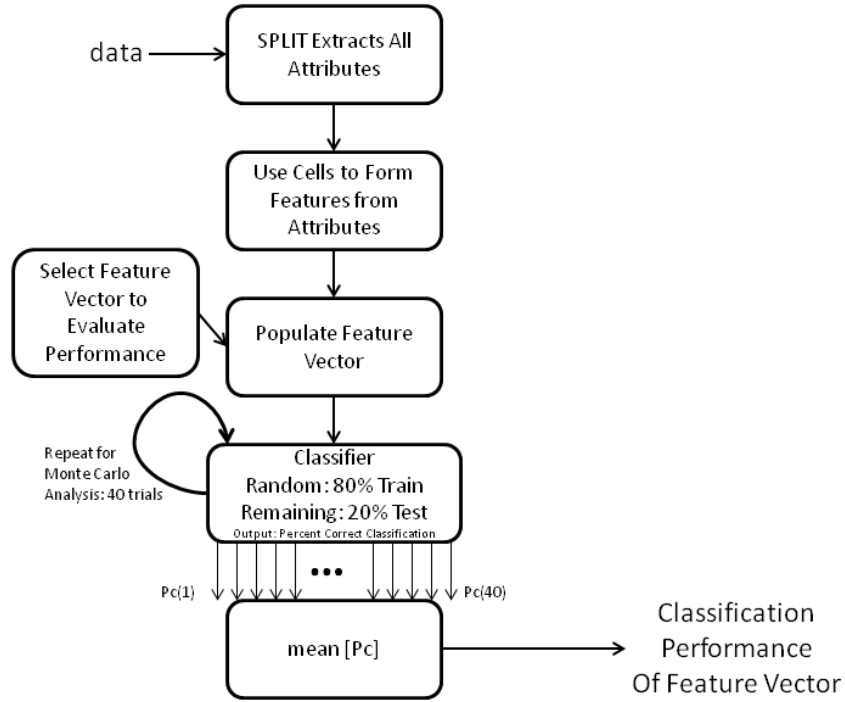 data
SPLIT Extracts All
Attributes
Use Cells to Form
Features from
Attributes
Select Feature
Vector to
Evaluate
Performance
Populate Feature
Vector
Repeat for
Monte Carlo
Analysis: 40 trials
Classifier
Random: 80% Train
Remaining: 20% Test
Output: Percent Correct Classification
Pc(1)
...
Pc(40)
mean [Pc]
Classification
Performance
Of Feature Vector